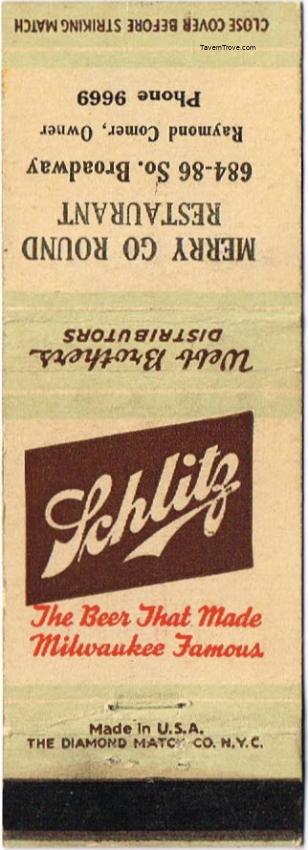 CLOSE COVER BEFORE STRIKING MATCH
TavernTrove.com
MERRY GO ROUND
RESTAURANT
684-86 So. Broadway
Raymond Comer, Owner
Phone 9669
Webb Brothers
DISTRIBUTORS
Schlitz
The Beer That Made
Milwaukee Famous
Made in U.S.A.
THE DIAMOND MATCH CO. N.Y.C.